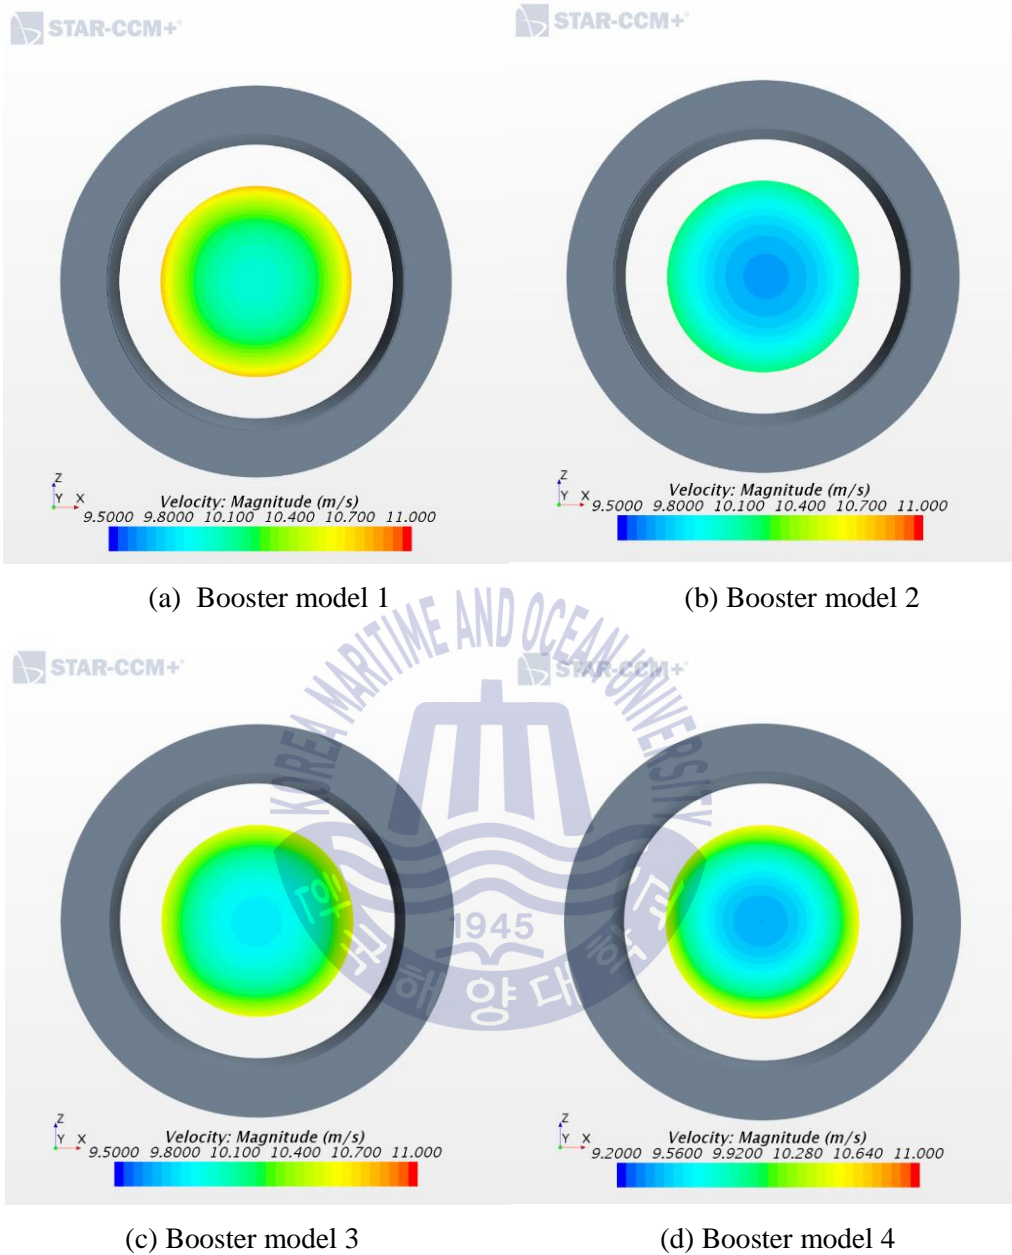 STAR-CCM+
STAR-CCM+
Z
Y X
Velocity: Magnitude (m/s)
9.5000 9.8000 10.100 10.400 10.700 11.000
Z
Y X
Velocity: Magnitude (m/s)
9.5000 9.8000 10.100 10.400 10.700 11.000
(a) Booster model 1
(b) Booster model 2
KOREA MARITIME AND OCEAN UNIVERSITY
STAR-CCM+
STAR-CCM+
1945
해양대
Z
Y X
Velocity: Magnitude (m/s)
9.5000 9.8000 10.100 10.400 10.700 11.000
Z
Y X
Velocity: Magnitude (m/s)
9.2000 9.5600 9.9200 10.280 10.640 11.000
(c) Booster model 3
(d) Booster model 4